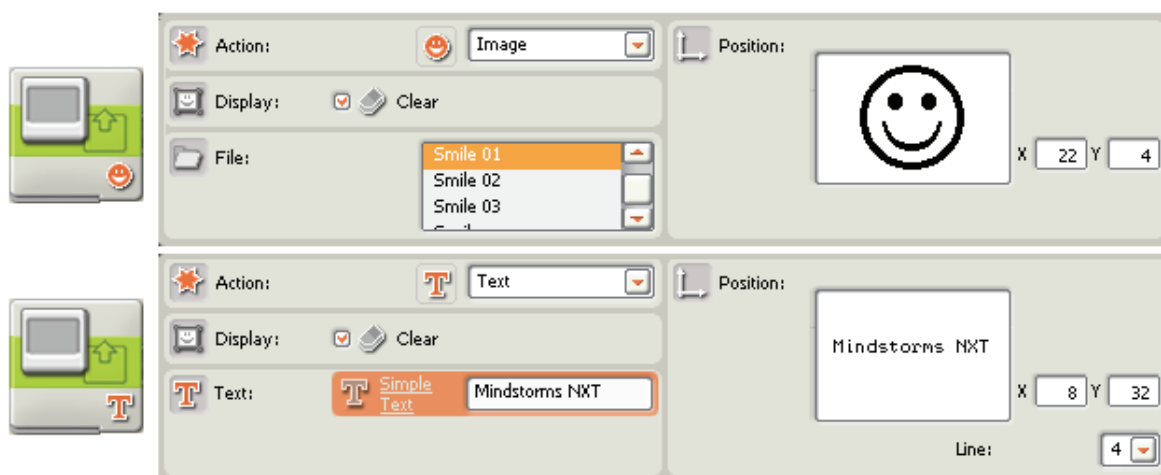 Action: Image
Position:
Display: Clear
File: Smile 01
Smile 02
Smile 03
X 22 Y 4
T
Action: T Text
Position:
Display: Clear
Mindstorms NXT
T Text: T Simple Text Mindstorms NXT
X 8 Y 32
Line: 4